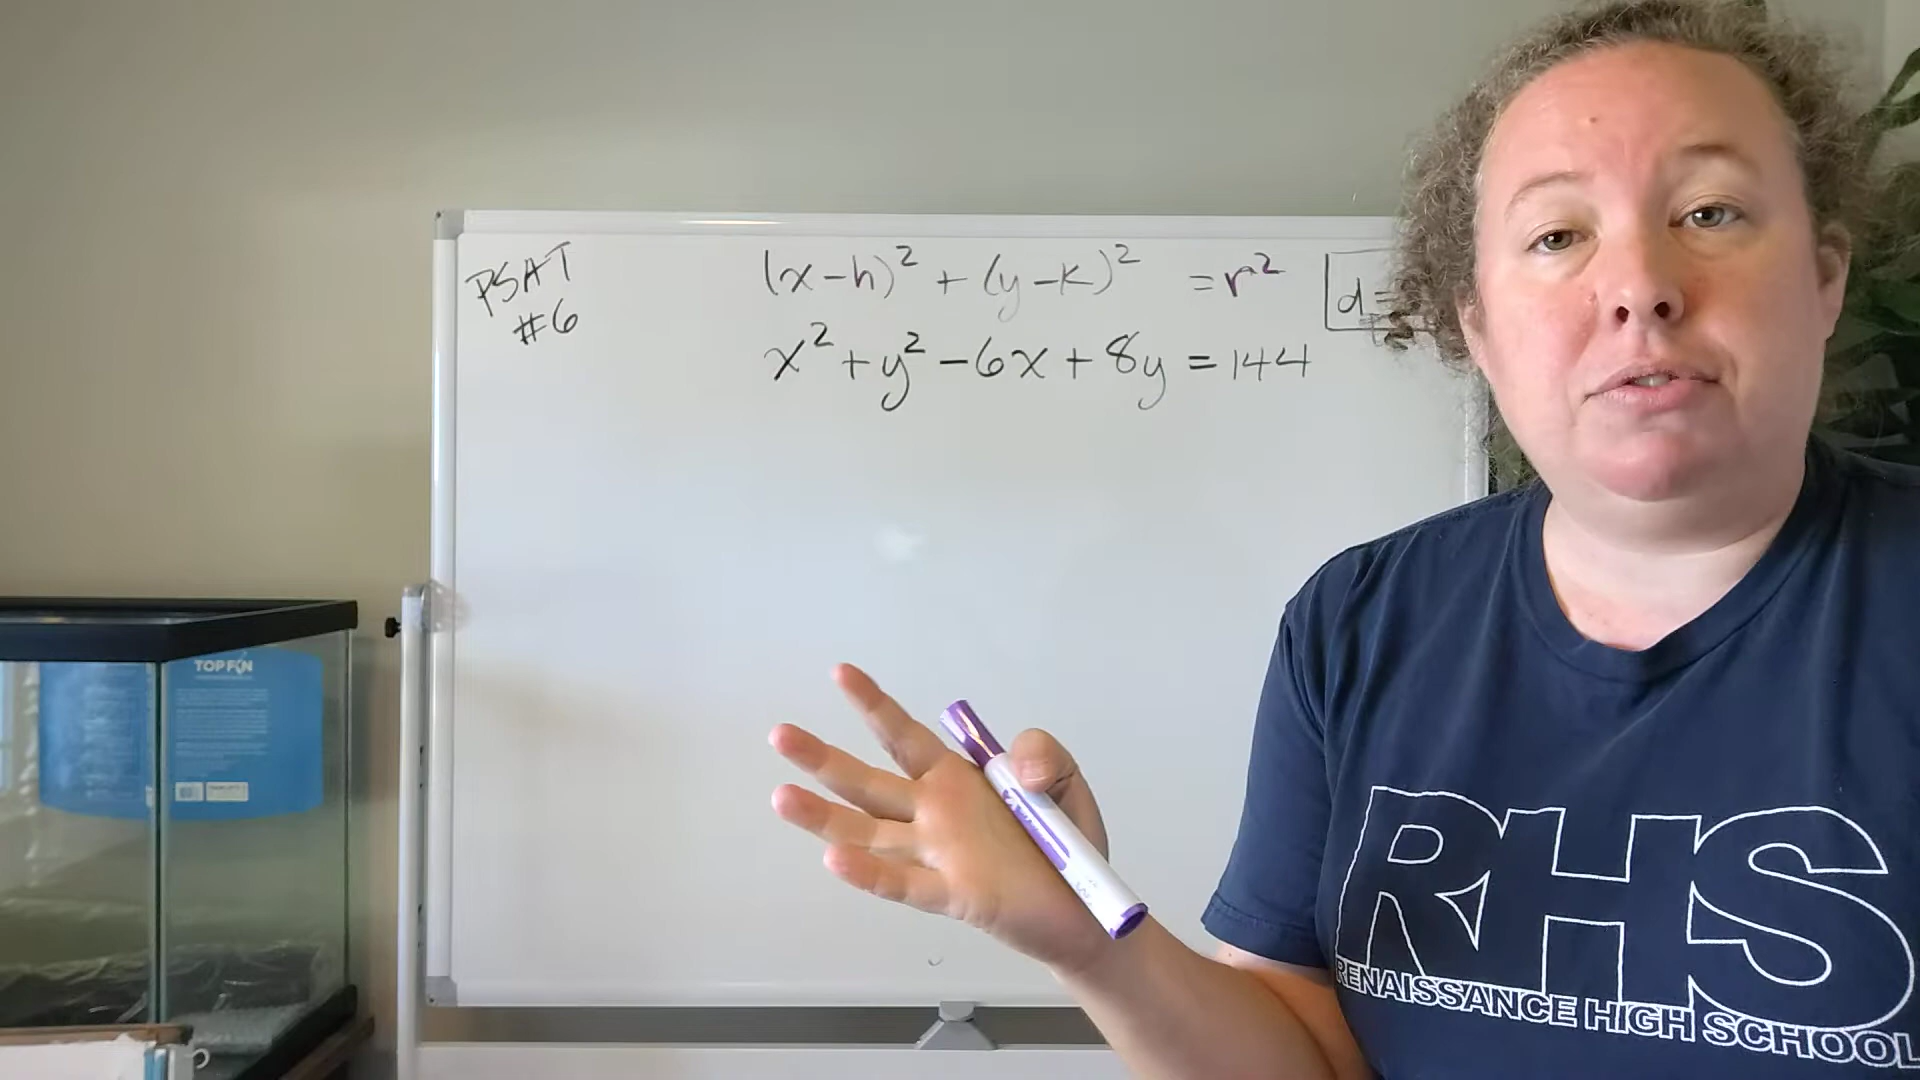 PSAT
#6
(x-h)² + (y-k)² = r²
d=
x² + y² - 6x + 8y = 144
TOP FIN
RHS
RENAISSANCE HIGH SCHOOL